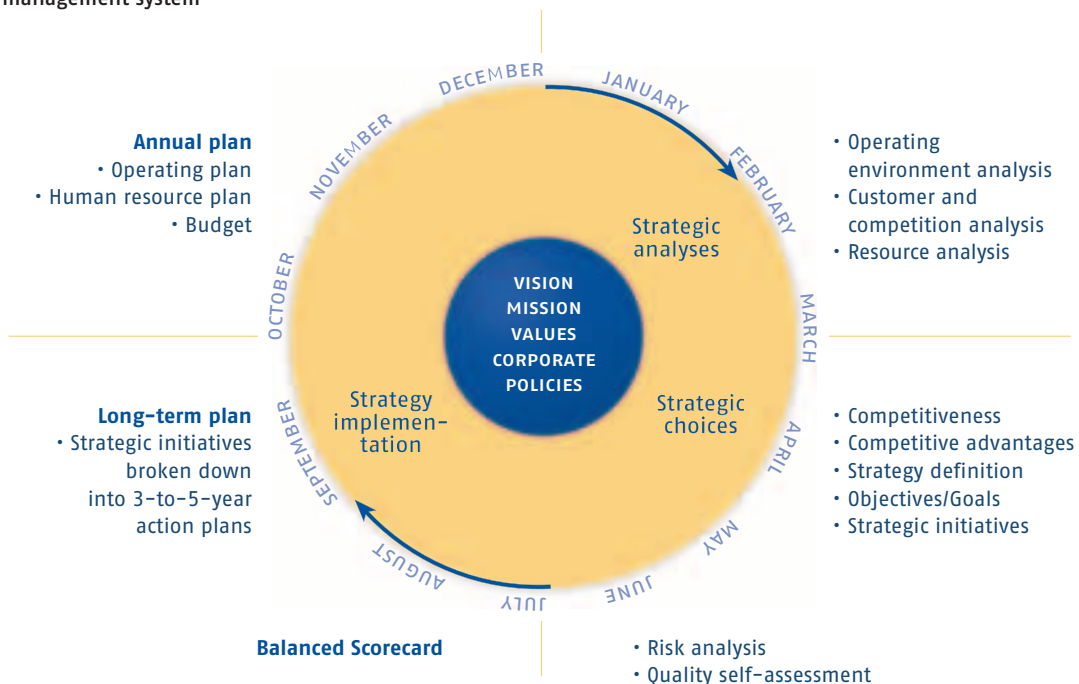 management system
DECEMBER
JANUARY
FEBRUARY
MARCH
APRIL
MAY
JUNE
JULY
AUGUST
SEPTEMBER
OCTOBER
NOVEMBER
Annual plan
• Operating plan
• Human resource plan
• Budget
• Operating
environment analysis
• Customer and
competition analysis
• Resource analysis
Strategic
analyses
VISION
MISSION
VALUES
CORPORATE
POLICIES
Strategy
implemen-
tation
Strategic
choices
Long-term plan
• Strategic initiatives
broken down
into 3-to-5-year
action plans
• Competitiveness
• Competitive advantages
• Strategy definition
• Objectives/Goals
• Strategic initiatives
Balanced Scorecard
• Risk analysis
• Quality self-assessment